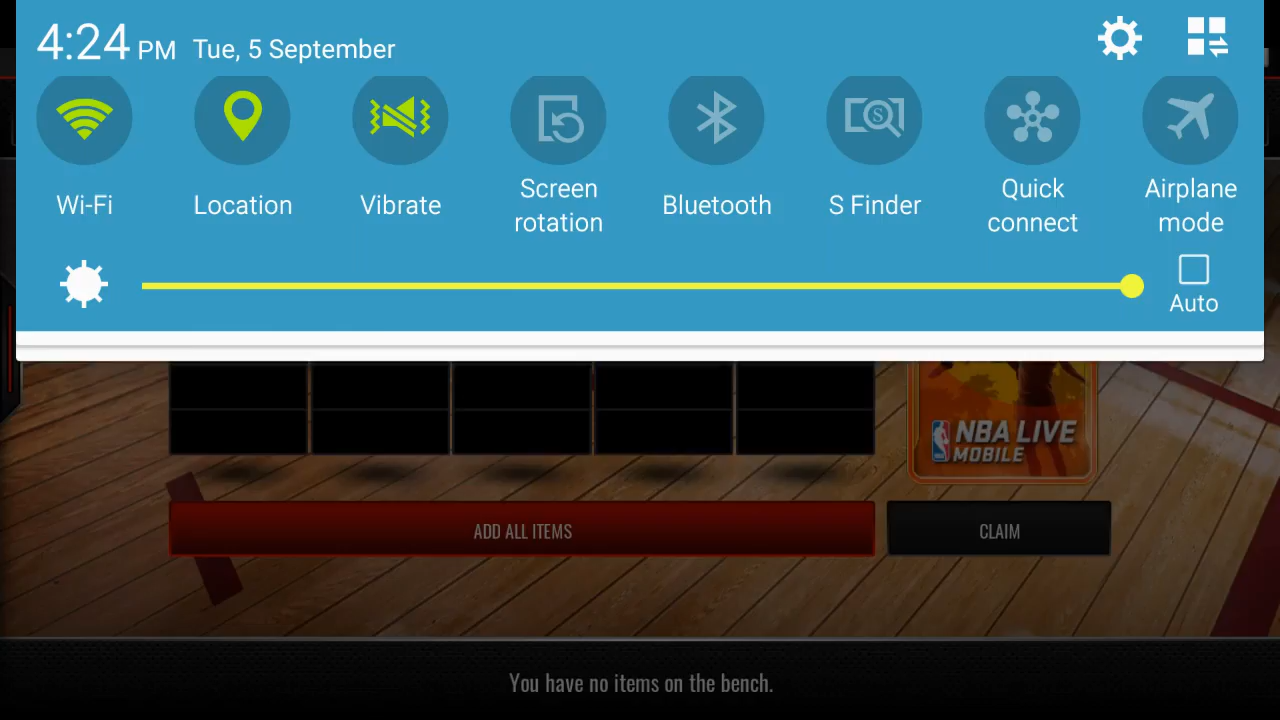 4:24 PM Tue, 5 September
Wi-Fi
Location
Vibrate
Screen
rotation
Bluetooth
S Finder
Quick
connect
Airplane
mode
S
Auto
NBA LIVE
MOBILE
ADD ALL ITEMS
CLAIM
You have no items on the bench.